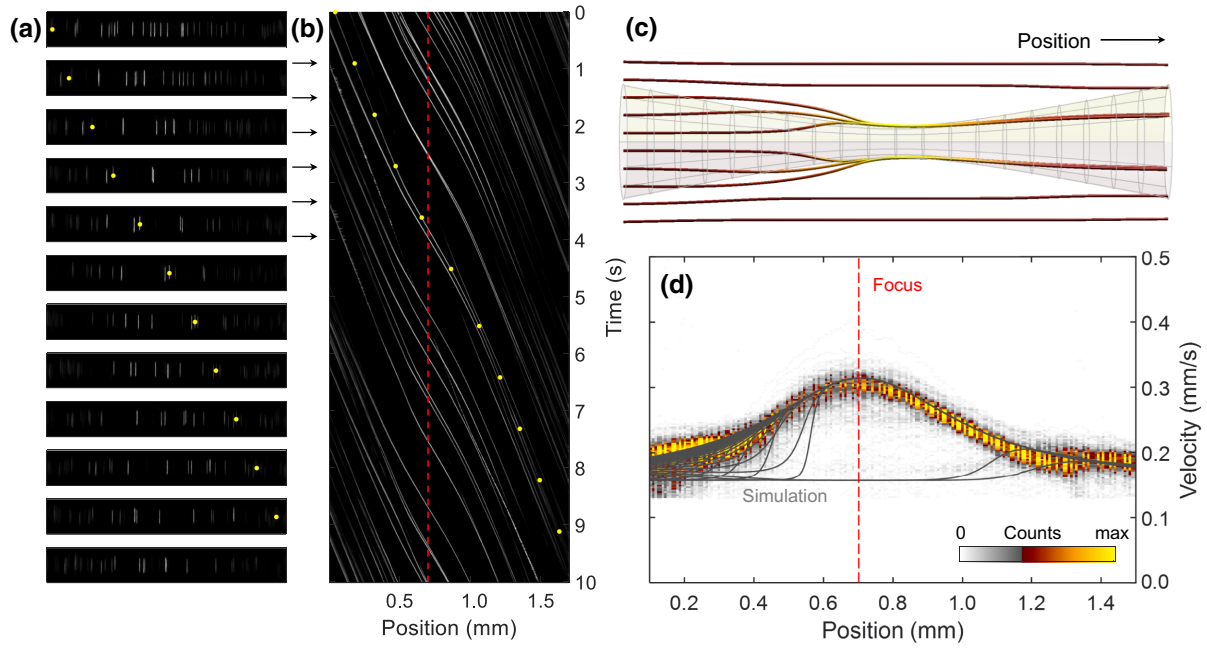 (a)
(b)
0
1
2
3
4
5
6
7
8
9
10
Time (s)
0.5
1.0
1.5
Position (mm)
(c)
Position
(d)
Focus
Simulation
0 Counts max
0.5
0.4
0.3
0.2
0.1
0.0
Velocity (mm/s)
0.2 0.4 0.6 0.8 1.0 1.2 1.4
Position (mm)